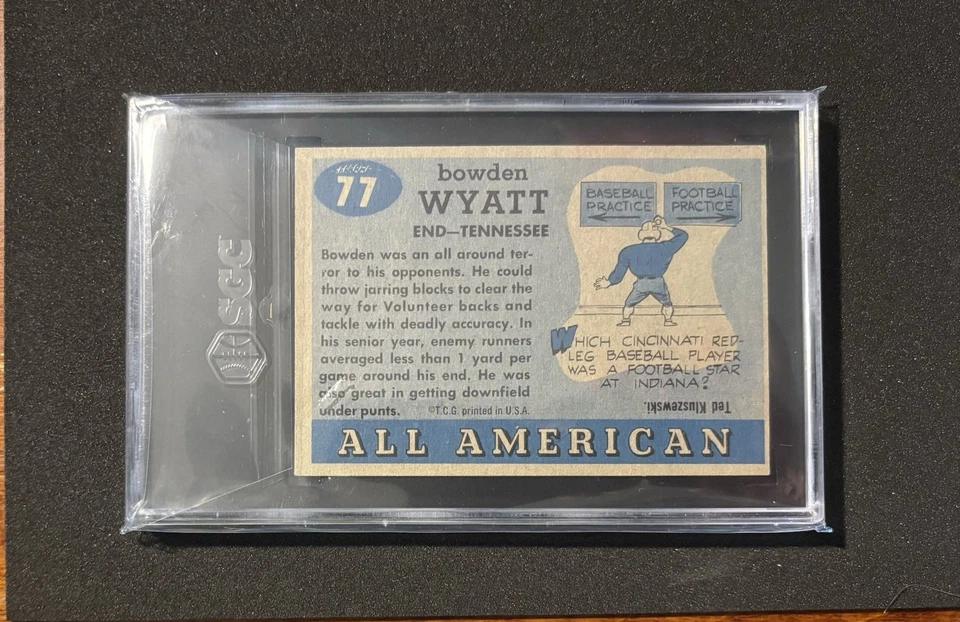 77
bowden
WYATT
END—TENNESSEE
Bowden was an all around ter-
ror to his opponents. He could
throw jarring blocks to clear the
way for Volunteer backs and
tackle with deadly accuracy. In
his senior year, enemy runners
averaged less than 1 yard per
game around his end. He was
also great in getting downfield
under punts. ©T.C.G. printed in U.S.A.
BASEBALL
PRACTICE
FOOTBALL
PRACTICE
WHICH CINCINNATI RED-
LEG BASEBALL PLAYER
WAS A FOOTBALL STAR
AT INDIANA?
Ted Kluszewski.
ALL AMERICAN
SGC